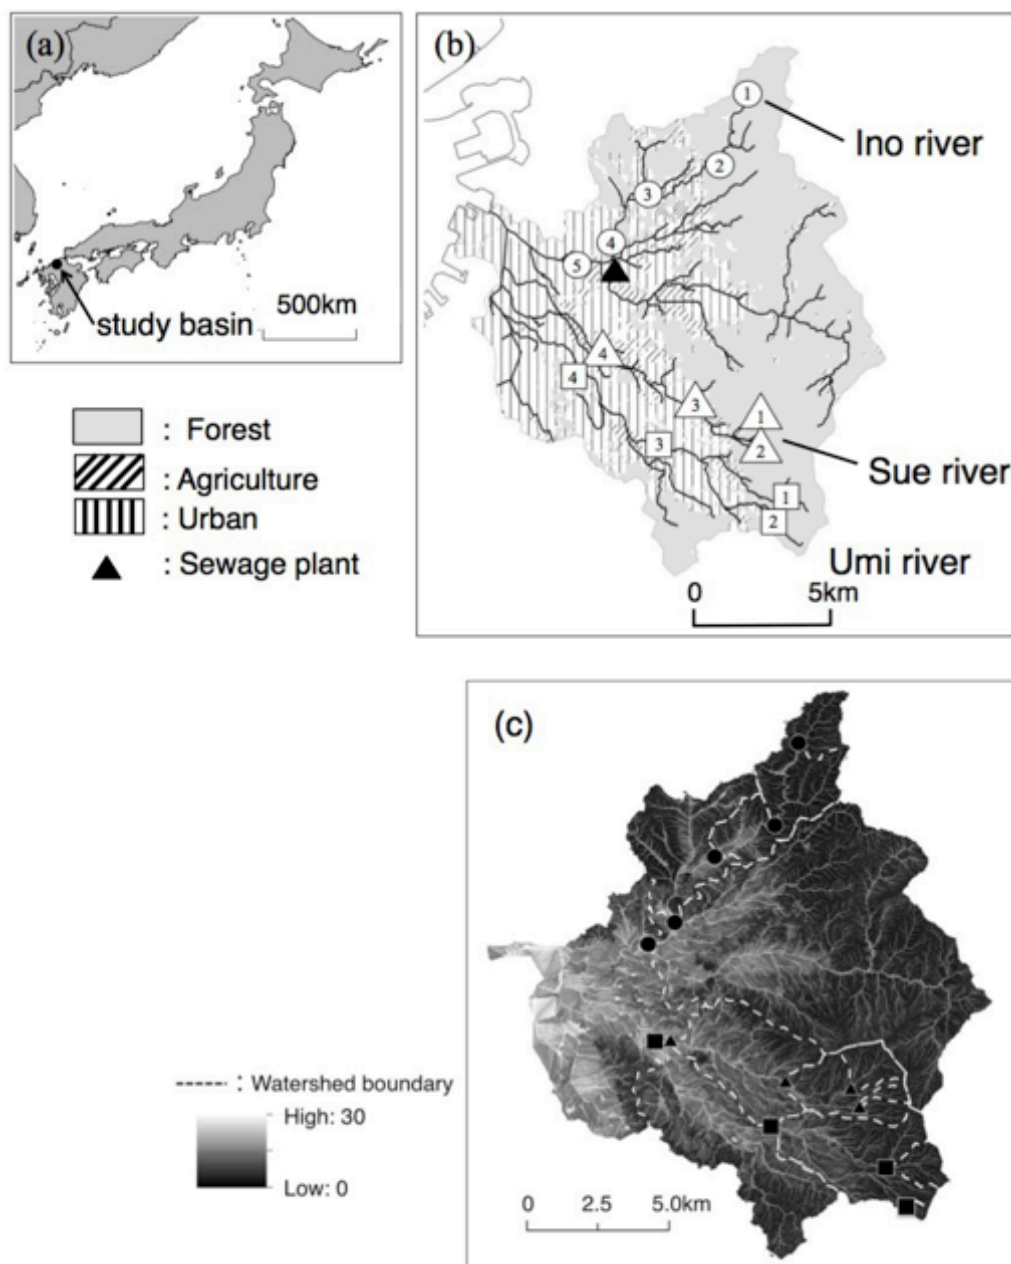 (a)
study basin
500km
(b)
1
Ino river
2
3
4
5
4
4
3
1
2
3
Sue river
1
2
Umi river
0 5km
: Forest
: Agriculture
: Urban
: Sewage plant
(c)
: Watershed boundary
High: 30
Low: 0
0 2.5 5.0km